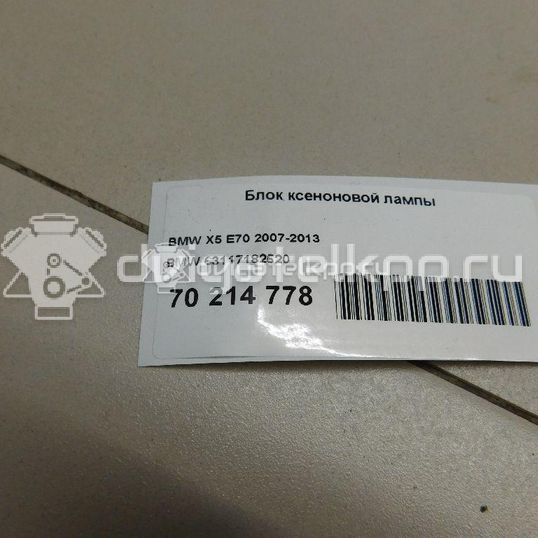 Блок ксеноновой лампы
BMW X5 E70 2007-2013
BMW 63117182520
70 214 778